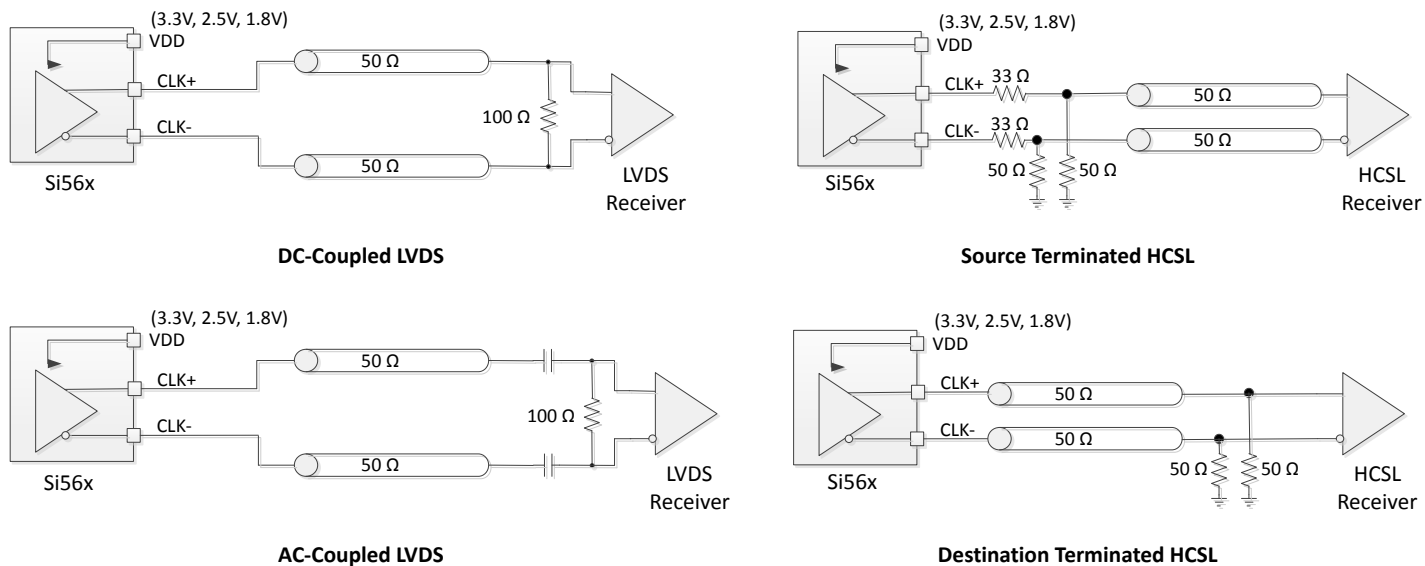 (3.3V, 2.5V, 1.8V)
VDD
CLK+
50 Ω
100 Ω
CLK-
50 Ω
Si56x
LVDS
Receiver
DC-Coupled LVDS
(3.3V, 2.5V, 1.8V)
VDD
CLK+
33 Ω
50 Ω
CLK-
33 Ω
50 Ω
50 Ω
50 Ω
Si56x
HCSL
Receiver
Source Terminated HCSL
(3.3V, 2.5V, 1.8V)
VDD
CLK+
50 Ω
100 Ω
CLK-
50 Ω
Si56x
LVDS
Receiver
AC-Coupled LVDS
(3.3V, 2.5V, 1.8V)
VDD
CLK+
50 Ω
CLK-
50 Ω
50 Ω
50 Ω
Si56x
HCSL
Receiver
Destination Terminated HCSL